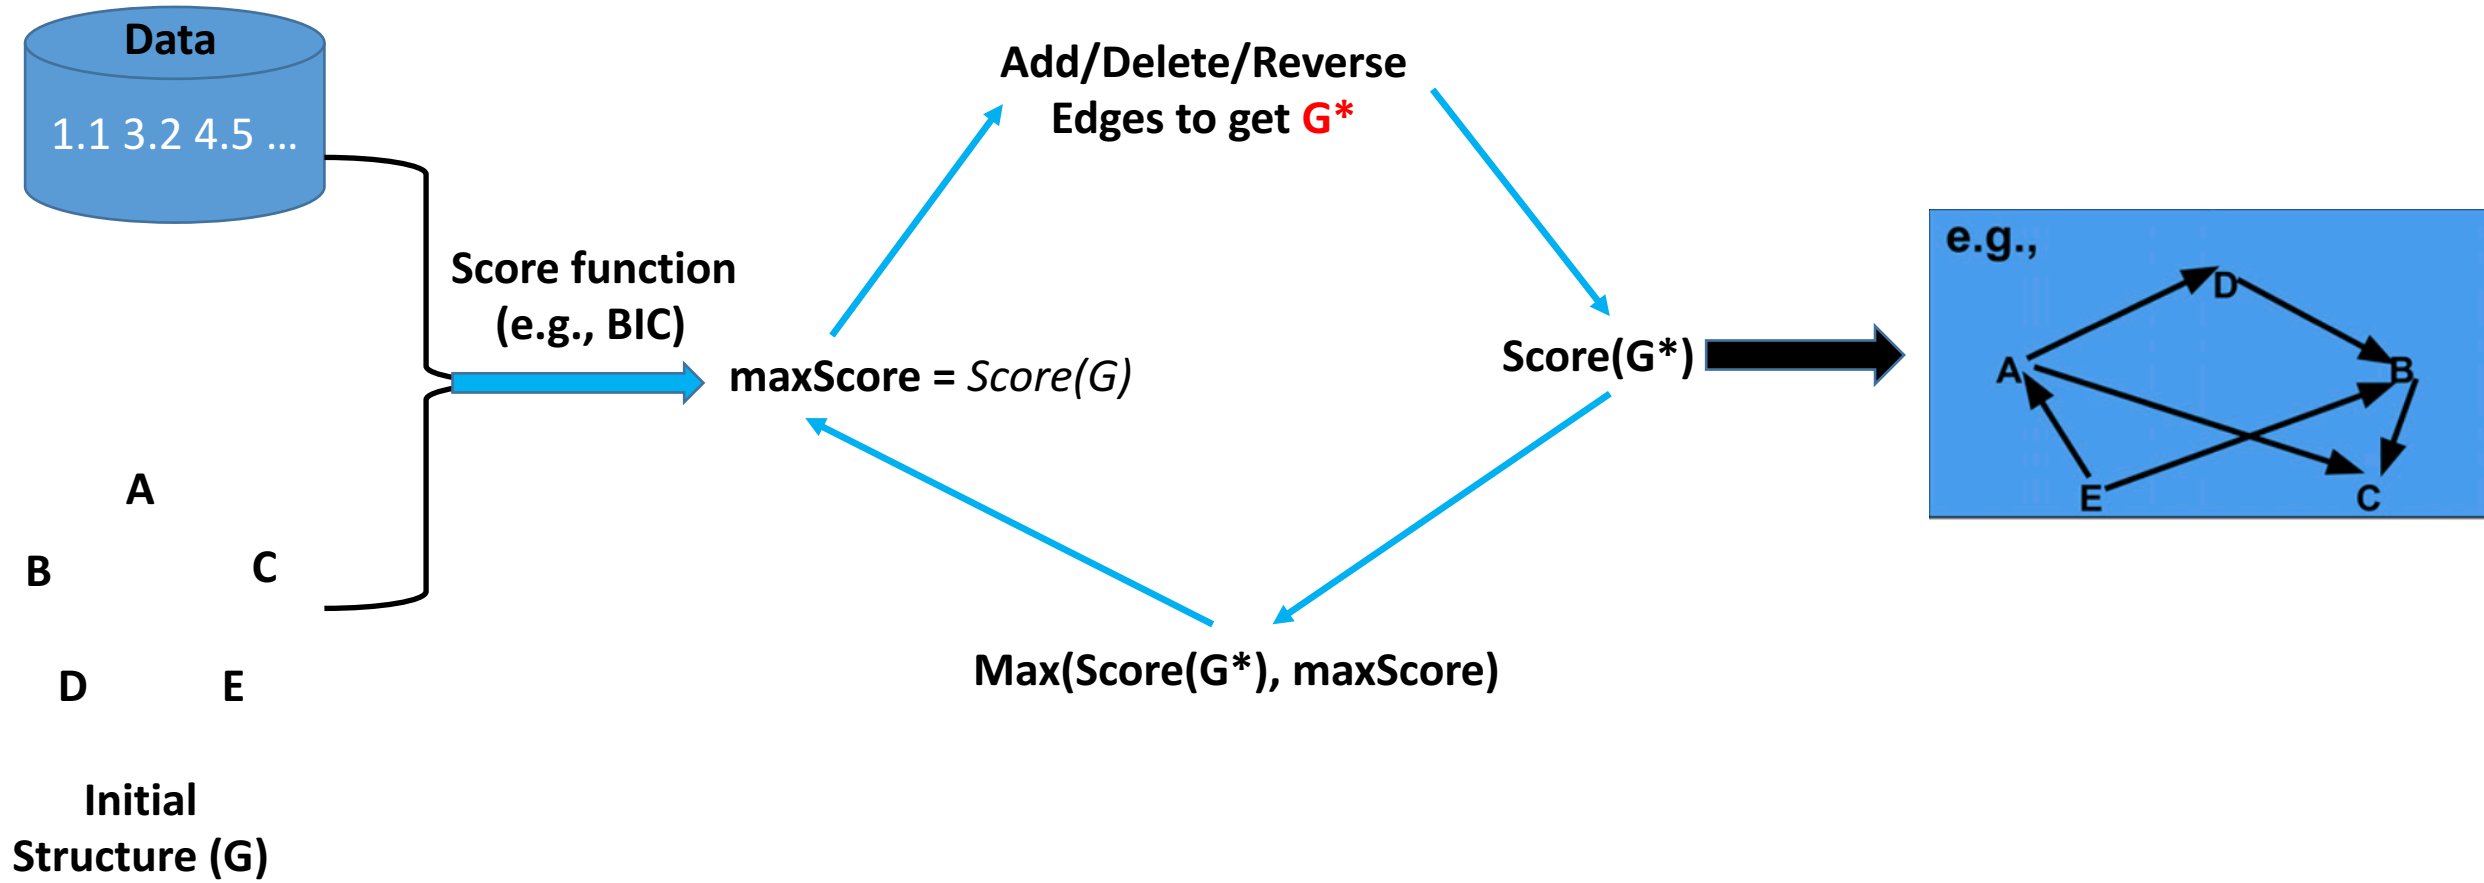 Data
1.1 3.2 4.5 ...
A
B
C
D
E
Initial
Structure (G)
Score function
(e.g., BIC)
maxScore = Score(G)
Add/Delete/Reverse
Edges to get G*
Score(G*)
Max(Score(G*), maxScore)
e.g.,
D
A
B
E
C